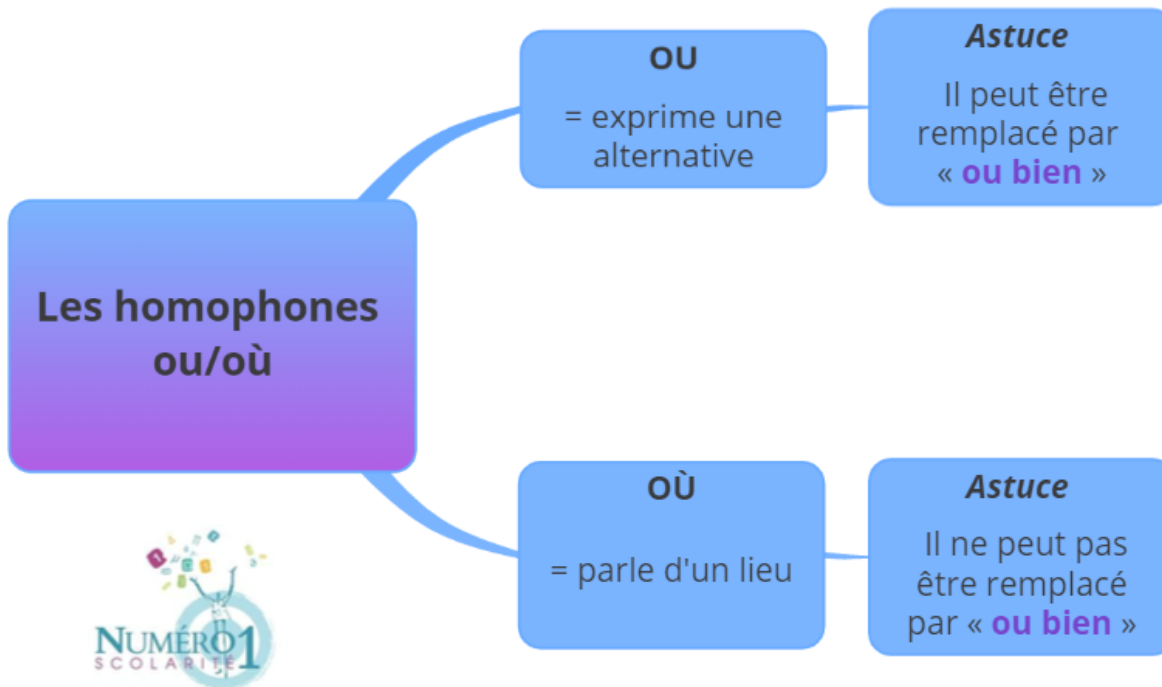 Les homophones
ou/où
OU
= exprime une
alternative
Astuce
Il peut être
remplacé par
« ou bien »
OÙ
= parle d'un lieu
Astuce
Il ne peut pas
être remplacé
par « ou bien »
NUMÉRO1
SCOLARITÉ